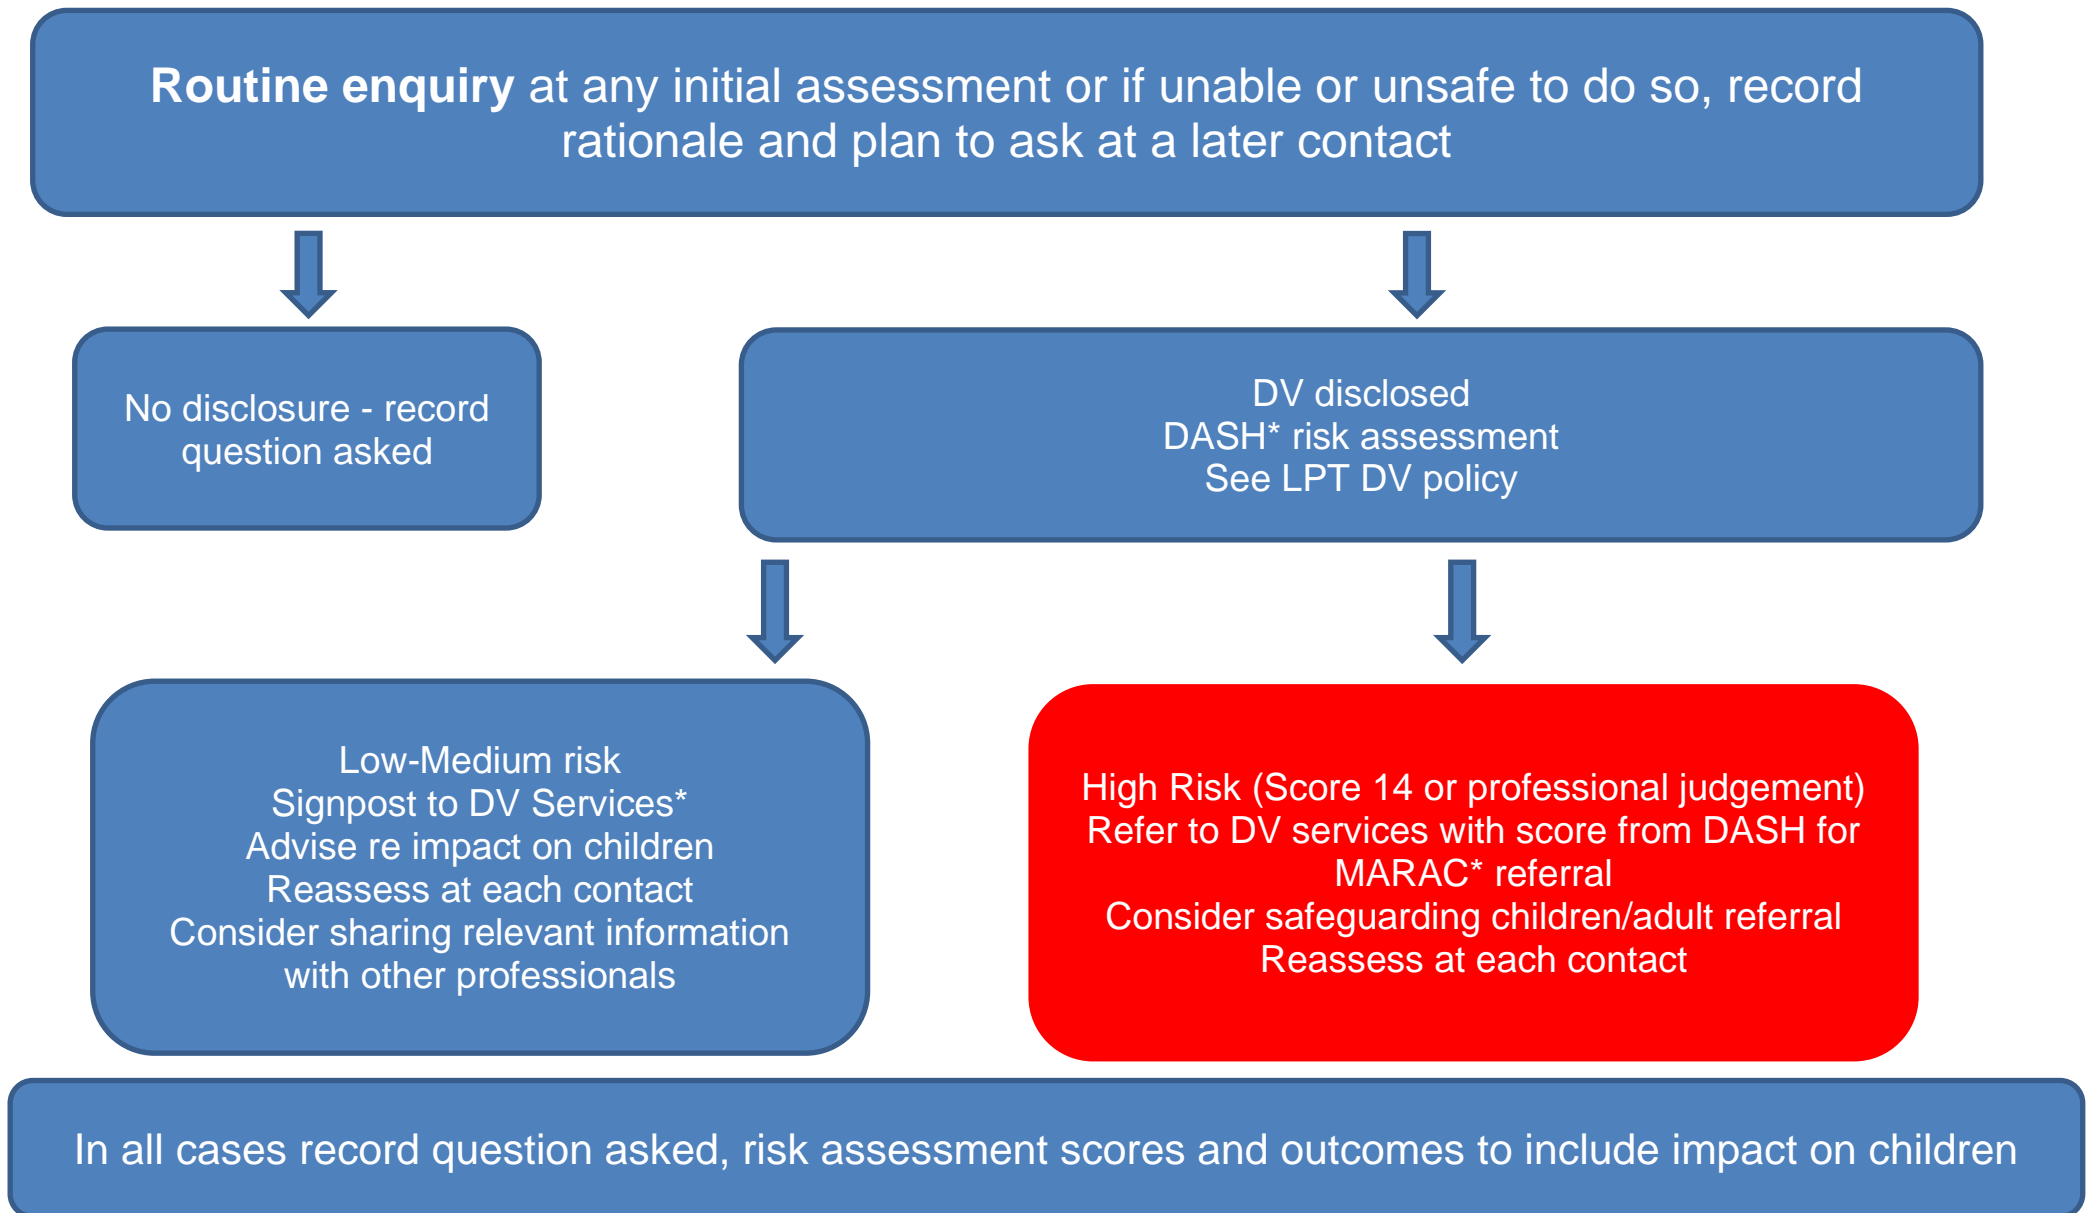 Routine enquiry at any initial assessment or if unable or unsafe to do so, record
rationale and plan to ask at a later contact
No disclosure - record
question asked
DV disclosed
DASH* risk assessment
See LPT DV policy
Low-Medium risk
Signpost to DV Services*
Advise re impact on children
Reassess at each contact
Consider sharing relevant information
with other professionals
High Risk (Score 14 or professional judgement)
Refer to DV services with score from DASH for
MARAC* referral
Consider safeguarding children/adult referral
Reassess at each contact
In all cases record question asked, risk assessment scores and outcomes to include impact on children